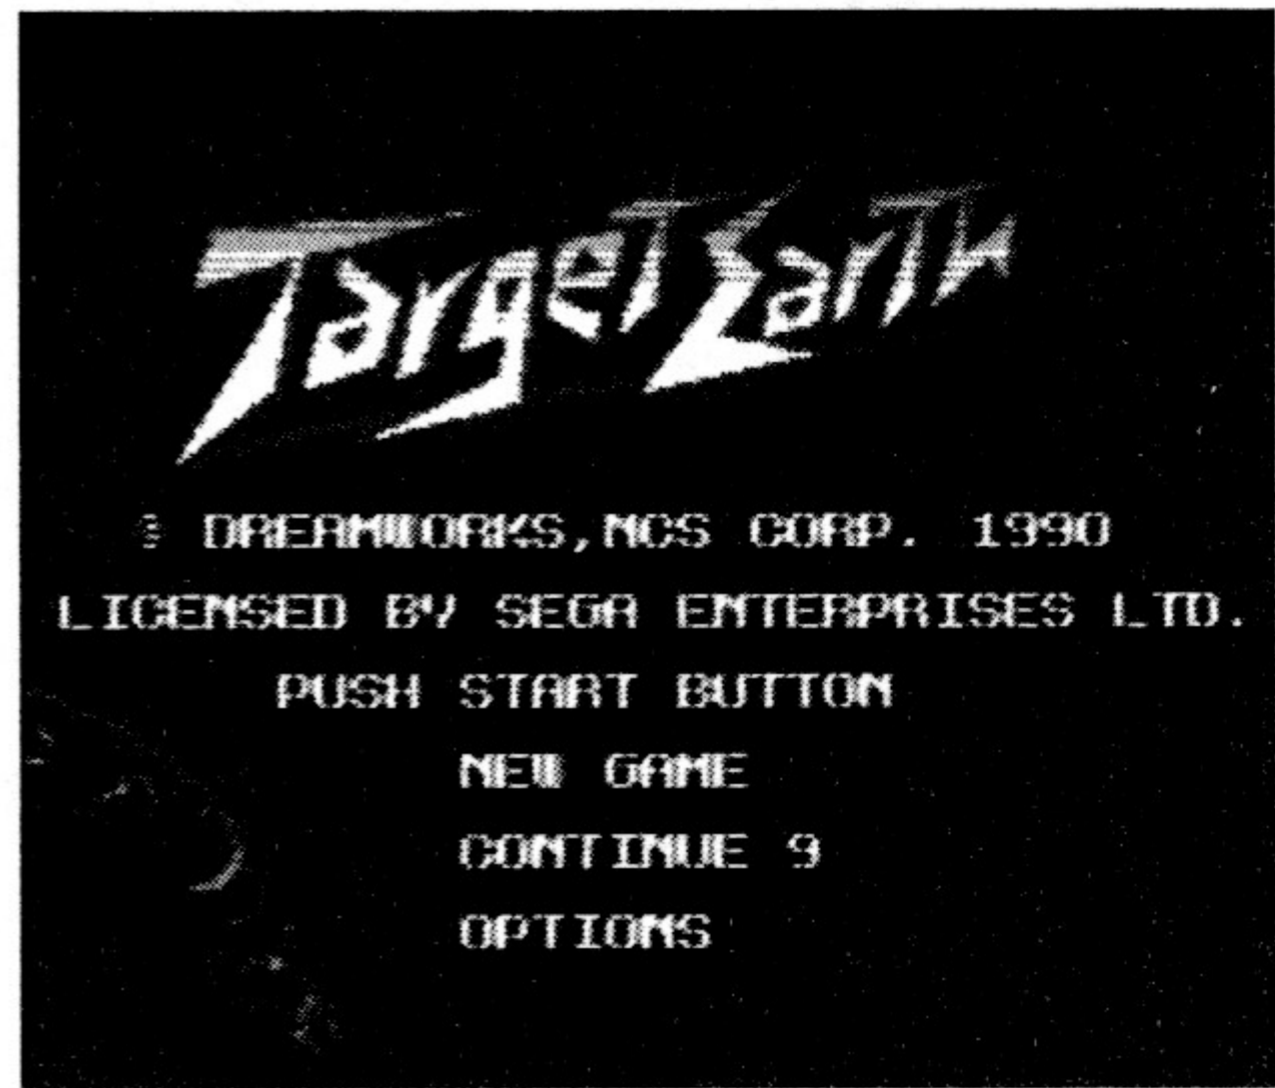 Target Earth
© DREAMWORKS,NCS CORP. 1990
LICENSED BY SEGA ENTERPRISES LTD.
PUSH START BUTTON
NEW GAME
CONTINUE 9
OPTIONS